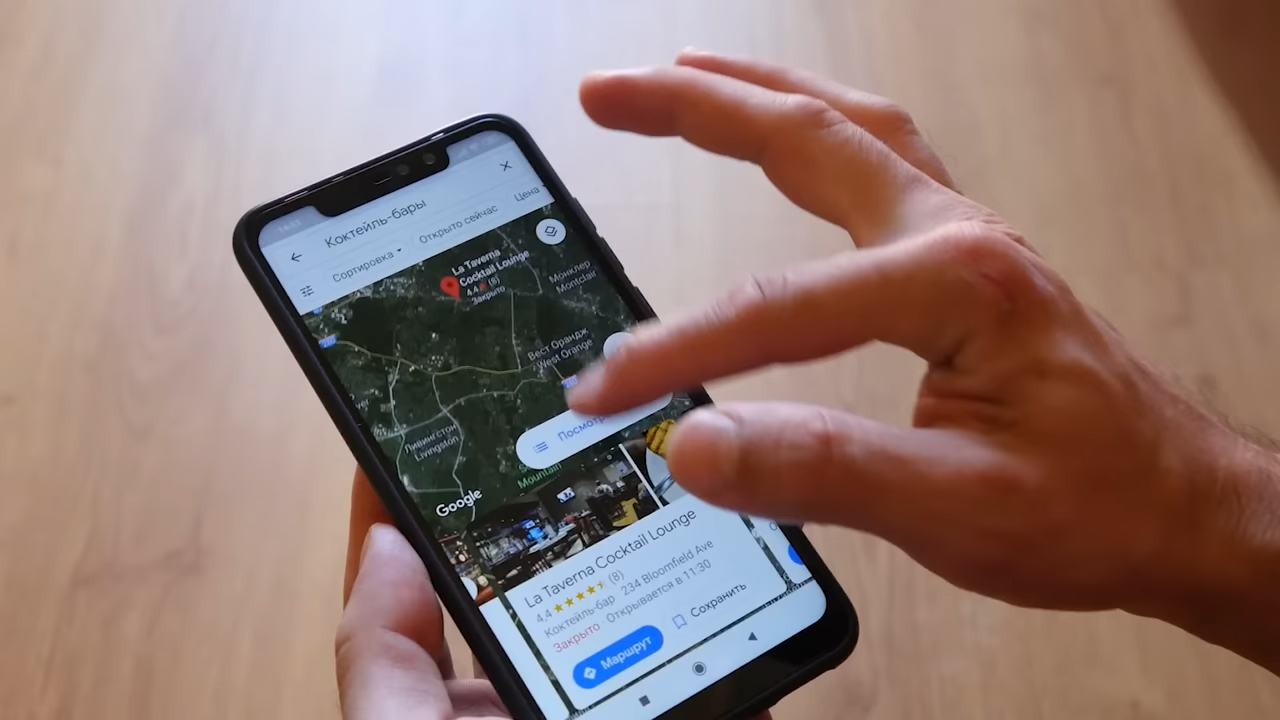 Коктейль-бары
Сортировка
Открыто сейчас
Цена
La Taverna
Cocktail Lounge
4,4 (8)
Закрыто
Монклер
Montclair
Вест Орандж
West Orange
Ливингстон
Livingston
Mountain
Google
La Taverna Cocktail Lounge
4,4 (8)
Коктейль-бар · 234 Bloomfield Ave
Закрыто · Открывается в 11:30
Маршрут
Сохранить